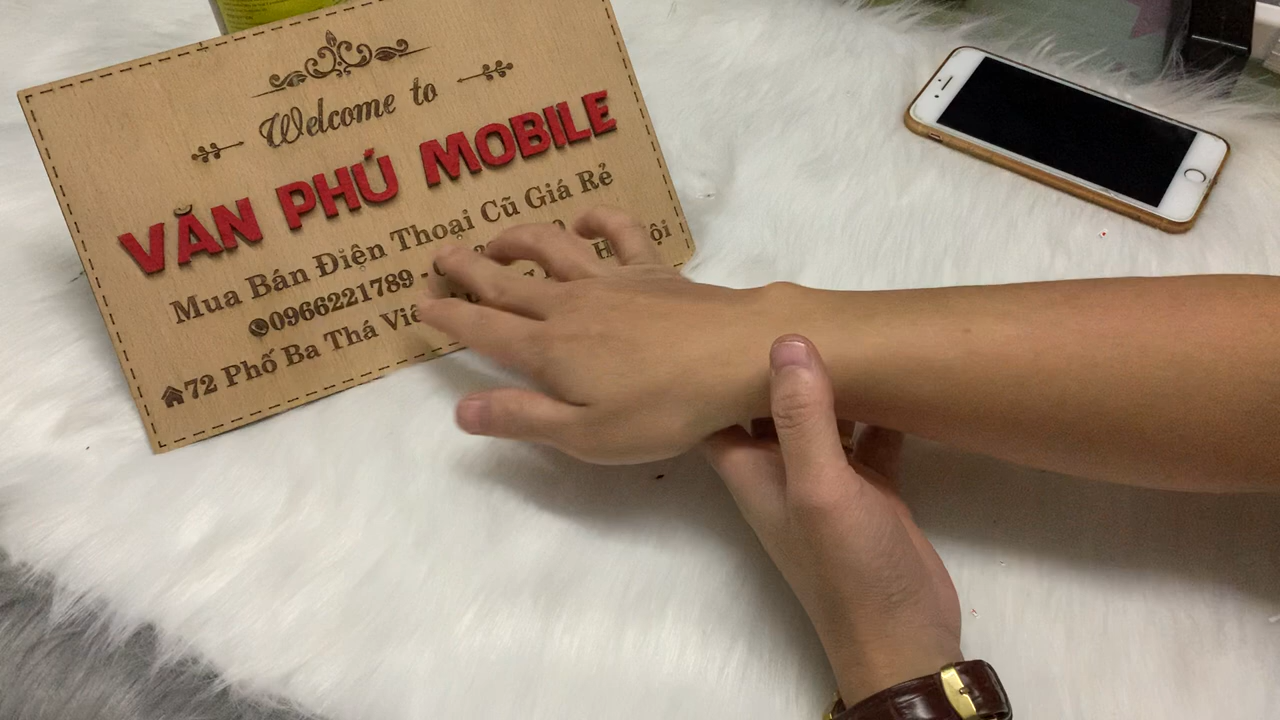 Welcome to
VĂN PHÚ MOBILE
Mua Bán Điện Thoại Cũ Giá Rẻ
0966221789 -
72 Phố Ba Thá